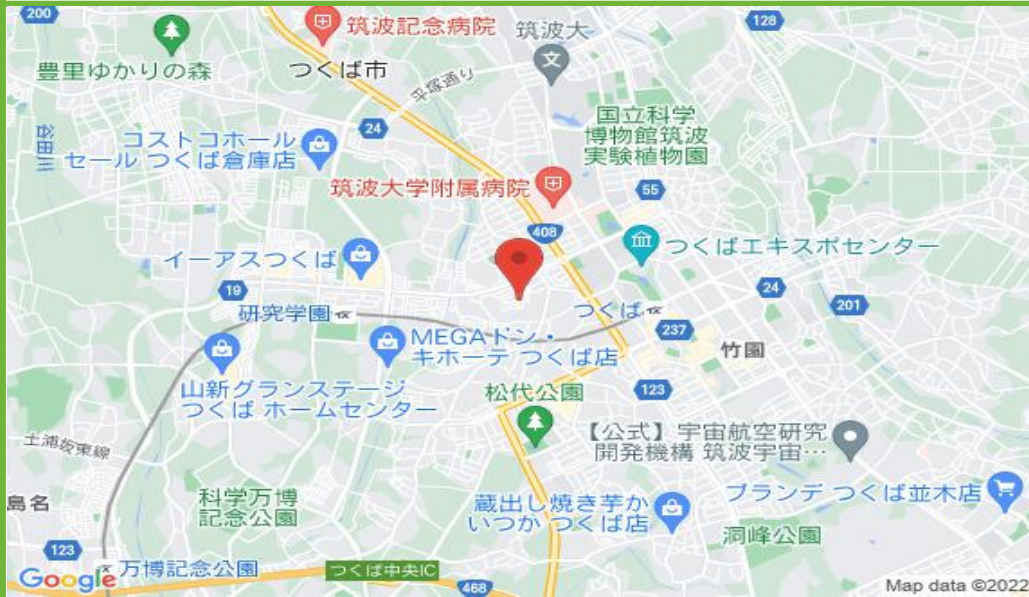 200
筑波記念病院
筑波大
128
豊里ゆかりの森
つくば市
平塚通り
谷田川
24
コストコホール
セール つくば倉庫店
国立科学
博物館筑波
実験植物園
筑波大学附属病院
55
408
つくばエキスポセンター
イーアスつくば
19
24
201
研究学園
つくば
237
MEGAドン・
キホーテ つくば店
竹園
山新グランステージ
つくば ホームセンター
松代公園
123
【公式】宇宙航空研究
開発機構 筑波宇宙…
土浦坂東線
島名
科学万博
記念公園
蔵出し焼き芋か
いつか つくば店
ブランデ つくば並木店
洞峰公園
123
万博記念公園
つくば中央IC
468
Google
Map data ©2022